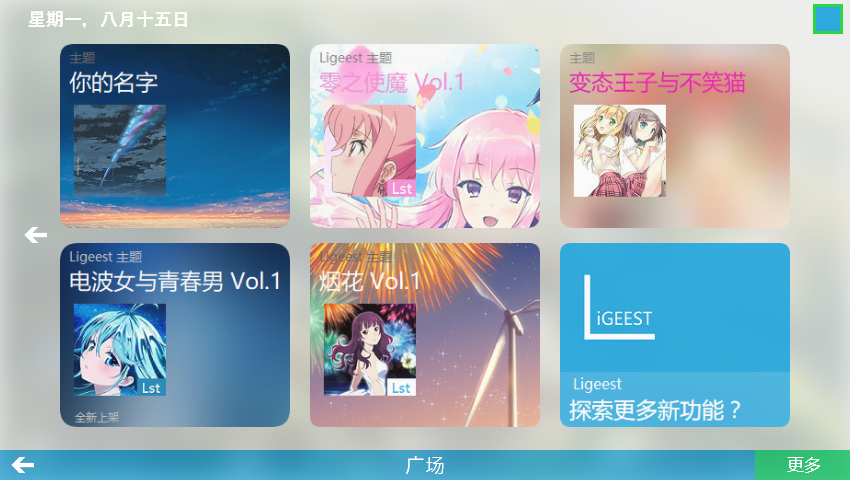 星期一，八月十五日
主题
你的名字
Ligeest 主题
零之使魔 Vol.1
Lst
主题
变态王子与不笑猫
Ligeest 主题
电波女与青春男 Vol.1
Lst
全新上架
Ligeest 主题
烟花 Vol.1
Lst
LiGEEST
Ligeest
探索更多新功能？
广场
更多